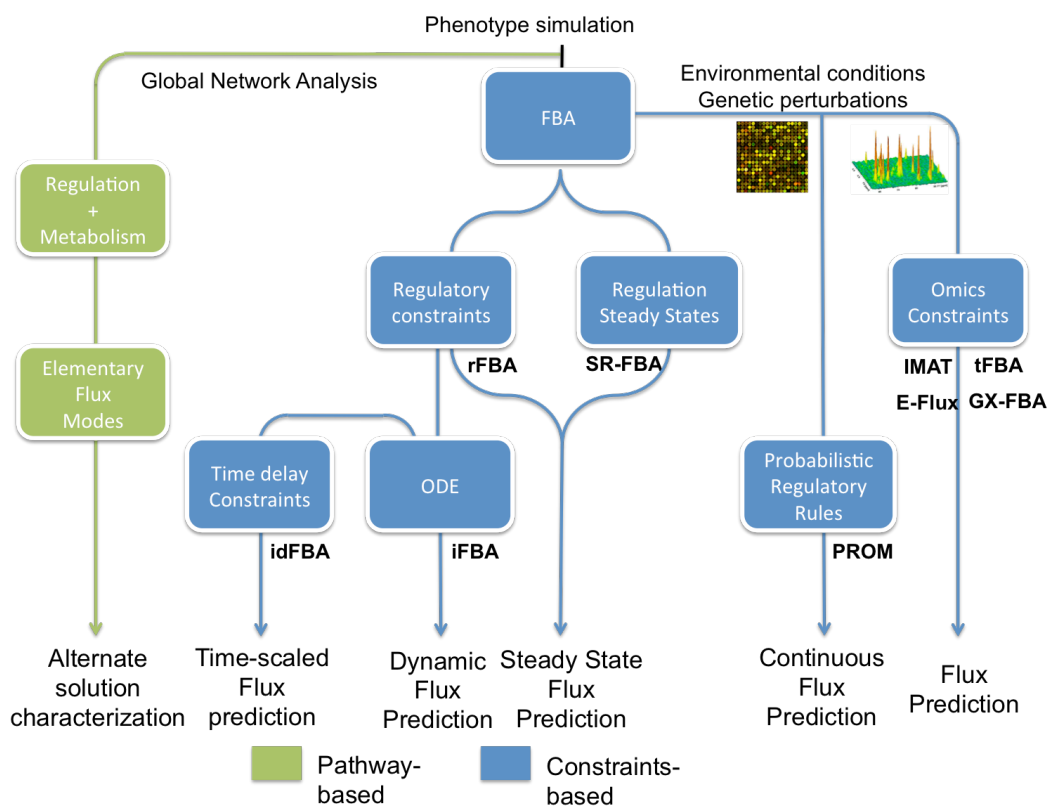 Phenotype simulation
Global Network Analysis
Environmental conditions
Genetic perturbations
FBA
Regulation
+
Metabolism
Regulatory
constraints
Regulation
Steady States
Omics
Constraints
rFBA
SR-FBA
IMAT
tFBA
E-Flux
GX-FBA
Elementary
Flux
Modes
Time delay
Constraints
ODE
Probabilistic
Regulatory
Rules
idFBA
iFBA
PROM
Alternate
solution
characterization
Time-scaled
Flux
prediction
Dynamic
Flux
Prediction
Steady State
Flux
Prediction
Continuous
Flux
Prediction
Flux
Prediction
Pathway-
based
Constraints-
based